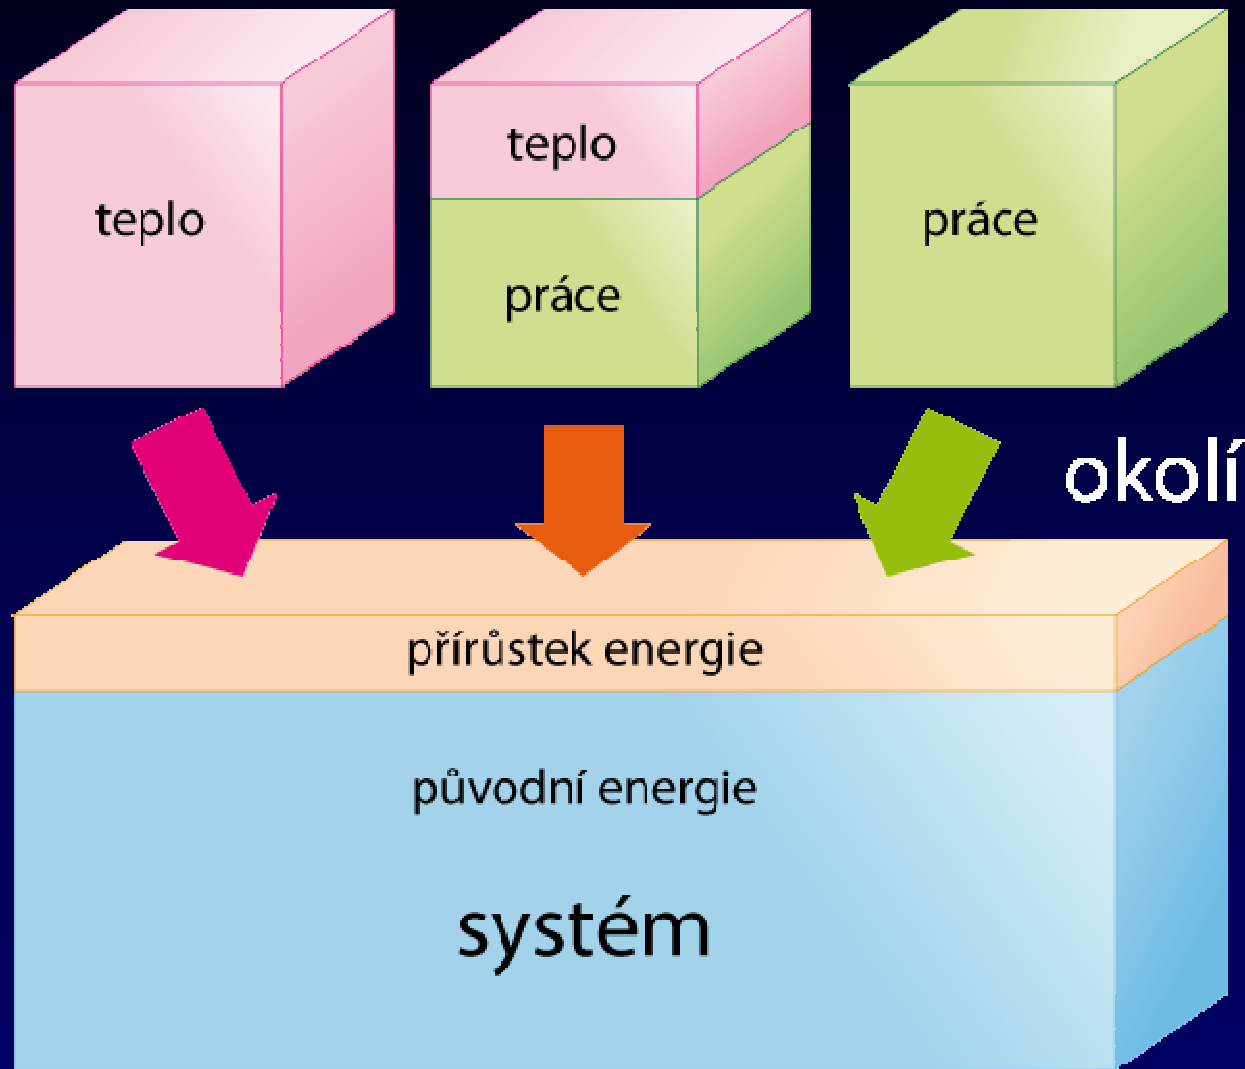 teplo
teplo
práce
práce
okolí
přírůstek energie
původní energie
systém